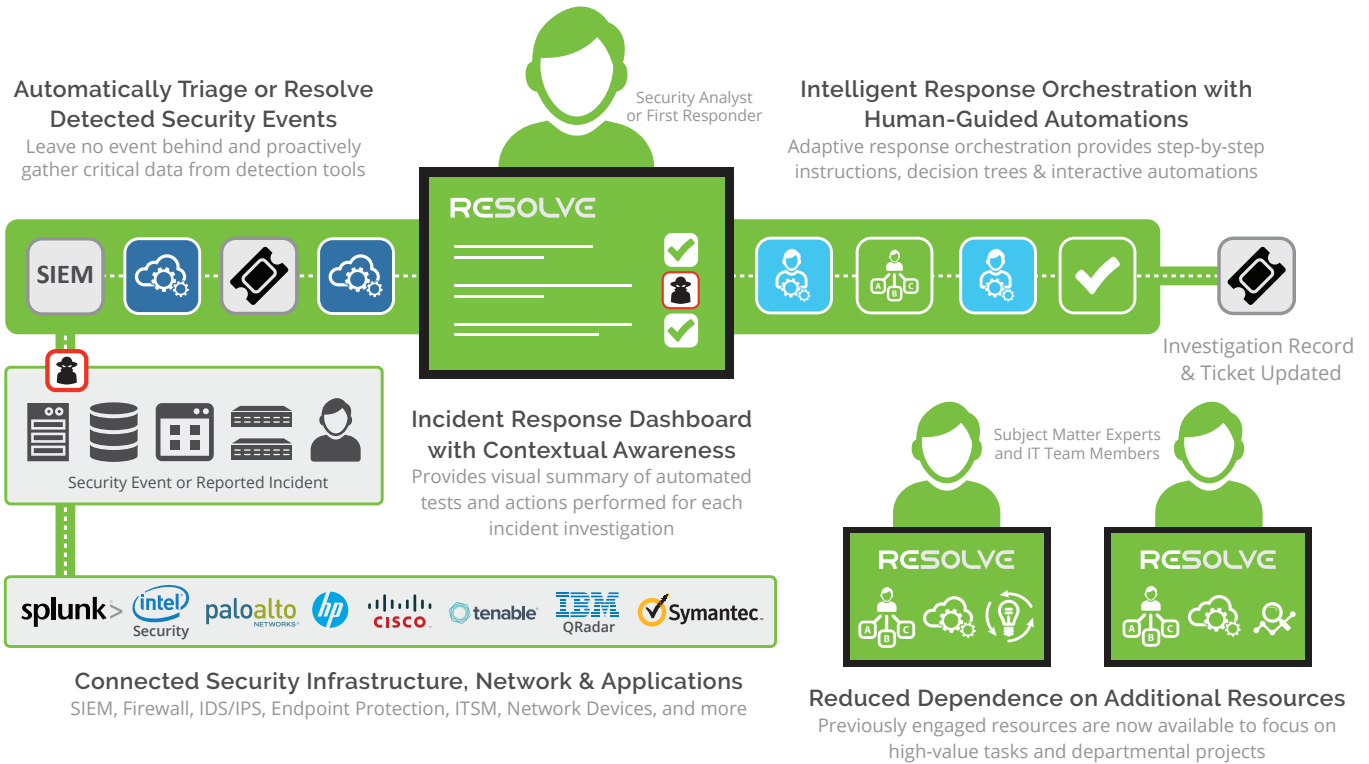 Automatically Triage or Resolve
Detected Security Events
Leave no event behind and proactively
gather critical data from detection tools
Security Analyst
or First Responder
Intelligent Response Orchestration with
Human-Guided Automations
Adaptive response orchestration provides step-by-step
instructions, decision trees & interactive automations
SIEM
RESOLVE
A
B
C
Investigation Record
& Ticket Updated
Security Event or Reported Incident
Incident Response Dashboard
with Contextual Awareness
Provides visual summary of automated
tests and actions performed for each
incident investigation
Subject Matter Experts
and IT Team Members
RESOLVE
A
B
C
RESOLVE
A
B
C
splunk>
(intel)
Security
paloalto
NETWORKS®
hp
CISCO
tenable
IBM
QRadar
Symantec.
Connected Security Infrastructure, Network & Applications
SIEM, Firewall, IDS/IPS, Endpoint Protection, ITSM, Network Devices, and more
Reduced Dependence on Additional Resources
Previously engaged resources are now available to focus on
high-value tasks and departmental projects